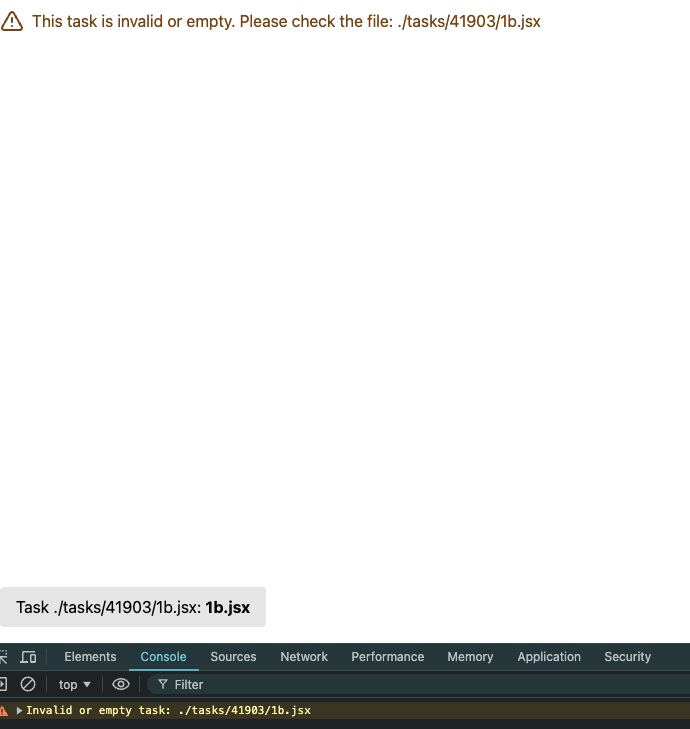 This task is invalid or empty. Please check the file: ./tasks/41903/1b.jsx
Task ./tasks/41903/1b.jsx: 1b.jsx
Elements Console Sources Network Performance Memory Application Security
top Filter
Invalid or empty task: ./tasks/41903/1b.jsx